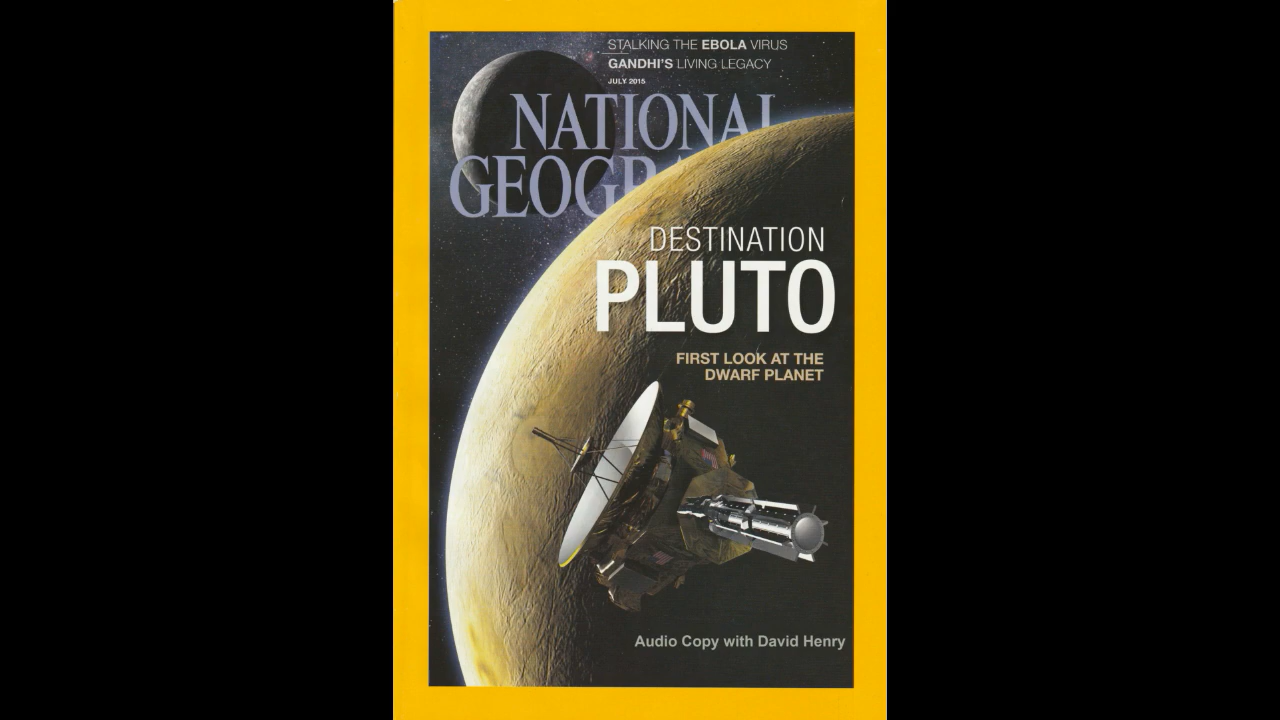 STALKING THE EBOLA VIRUS
GANDHI'S LIVING LEGACY
JULY 2015
NATIONAL
GEOGRA
DESTINATION
PLUTO
FIRST LOOK AT THE
DWARF PLANET
Audio Copy with David Henry